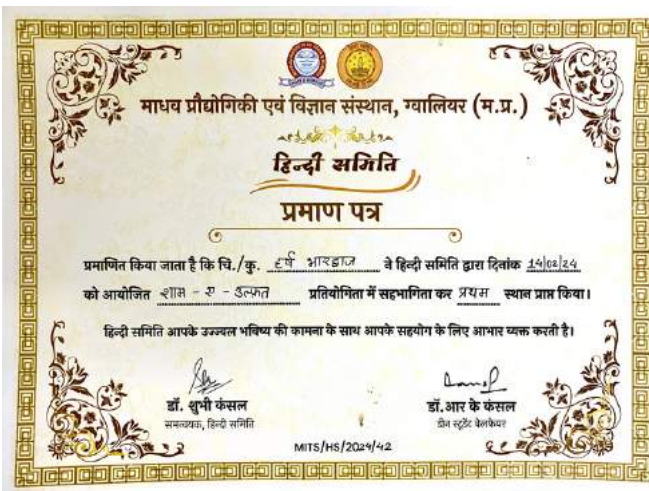 माधव प्रौद्योगिकी एवं विज्ञान संस्थान, ग्वालियर (म.प्र.)
हिन्दी समिति
प्रमाण पत्र
प्रमाणित किया जाता है कि चि./कु. हर्ष भारद्वाज ने हिन्दी समिति द्वारा दिनांक 14/02/24
को आयोजित शाम - ए - उल्फत प्रतियोगिता में सहभागिता कर प्रथम स्थान प्राप्त किया।
हिन्दी समिति आपके उज्ज्वल भविष्य की कामना के साथ आपके सहयोग के लिए आभार व्यक्त करती है।
डॉ. शुभी कंसल
समन्वयक, हिन्दी समिति
डॉ.आर के कंसल
डीन स्टूडेंट वेलफेयर
MITS/HS/2024/42